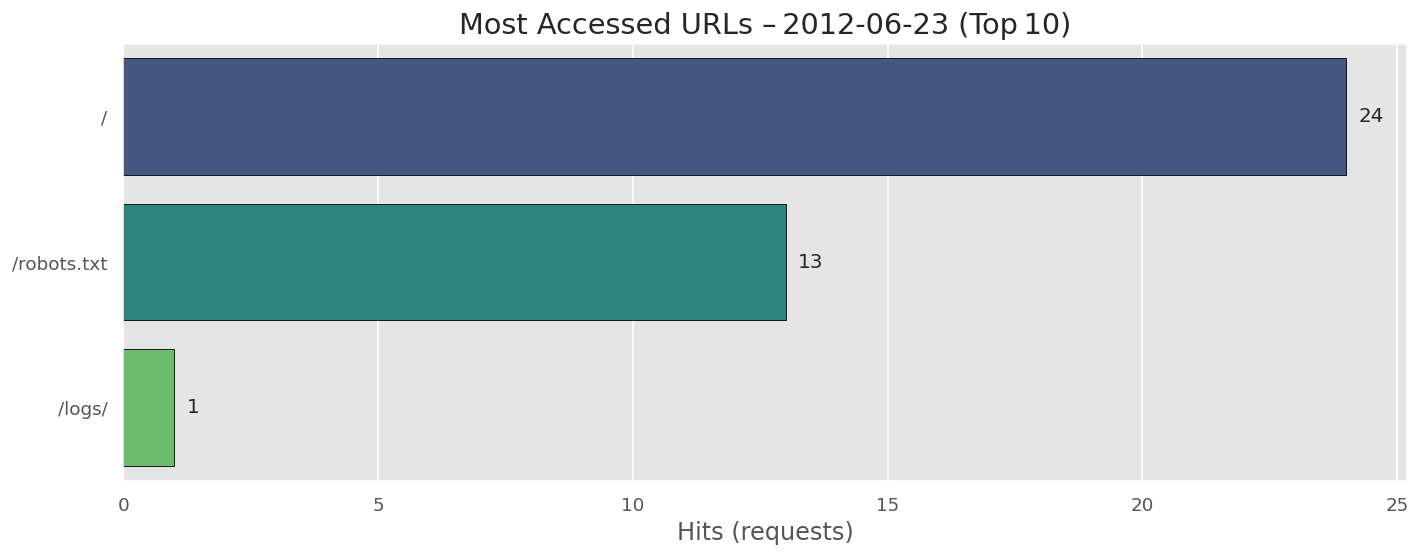 Most Accessed URLs – 2012-06-23 (Top 10)
/
24
/robots.txt
13
/logs/
1
0 5 10 15 20 25
Hits (requests)